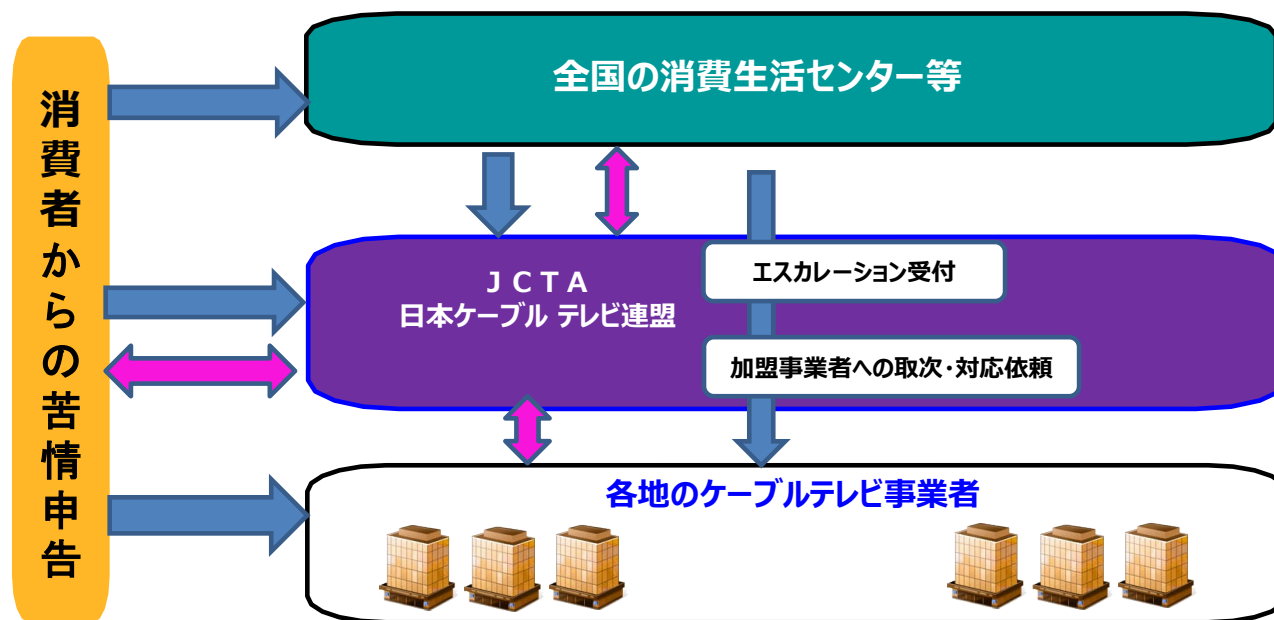 消費者からの苦情申告
全国の消費生活センター等
ＪＣＴＡ
日本ケーブル テレビ連盟
エスカレーション受付
加盟事業者への取次・対応依頼
各地のケーブルテレビ事業者